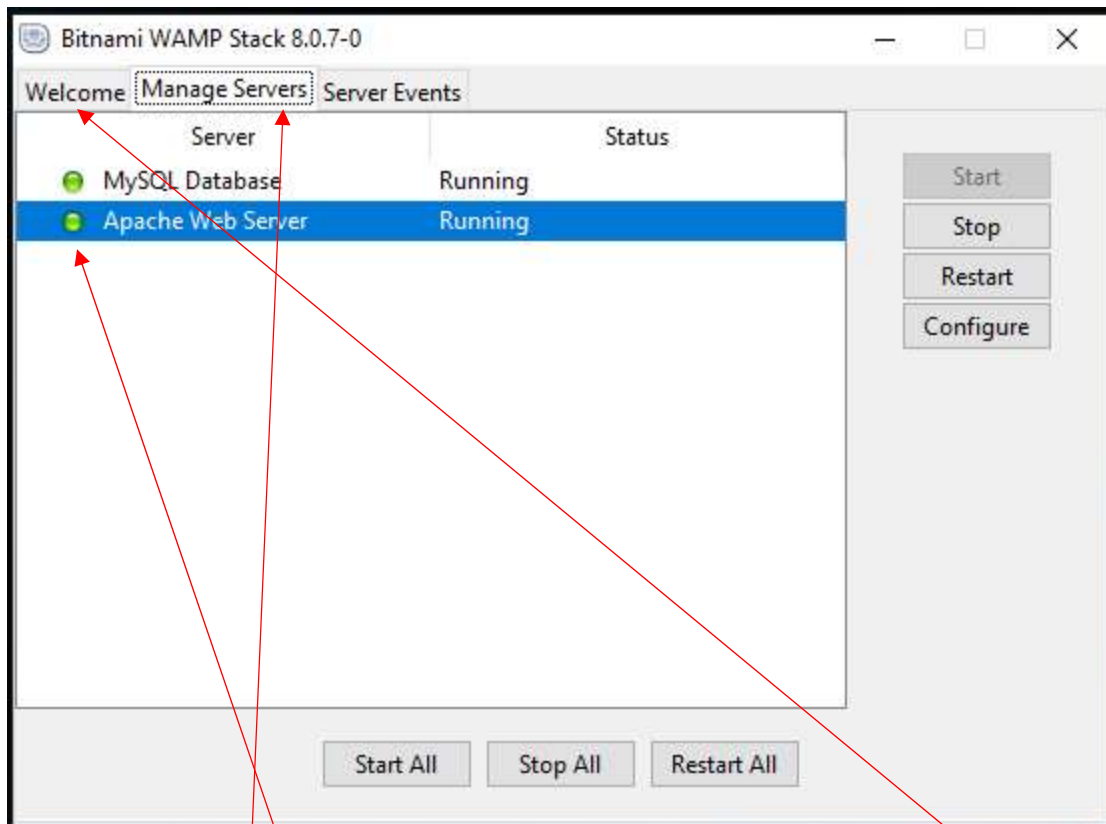 Bitnami WAMP Stack 8.0.7-0
Welcome Manage Servers Server Events
Server Status
MySQL Database Running
Apache Web Server Running
Start
Stop
Restart
Configure
Start All Stop All Restart All